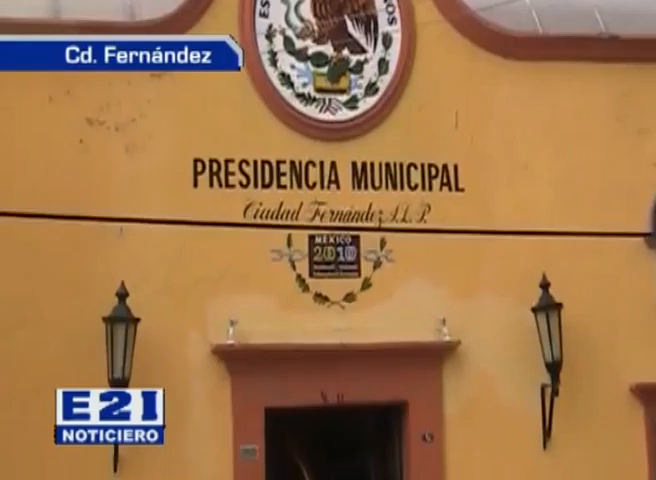 Cd. Fernández
PRESIDENCIA MUNICIPAL
Ciudad Fernández S.L.P.
MÉXICO
2010
E21
NOTICIERO